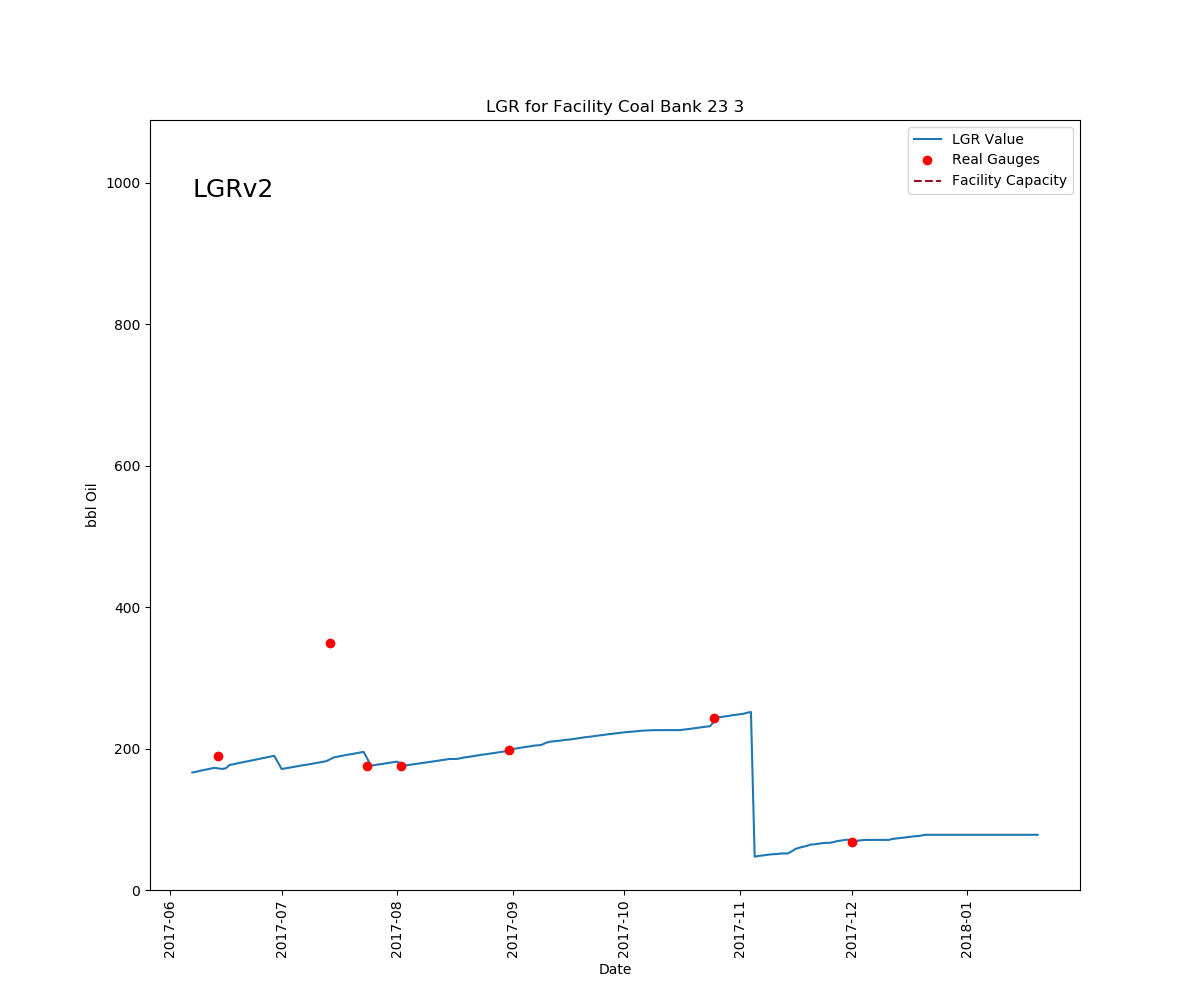 LGR for Facility Coal Bank 23 3
LGR Value
Real Gauges
Facility Capacity
LGRv2
1000
800
600
400
200
0
bbl Oil
2017-06
2017-07
2017-08
2017-09
2017-10
2017-11
2017-12
2018-01
Date